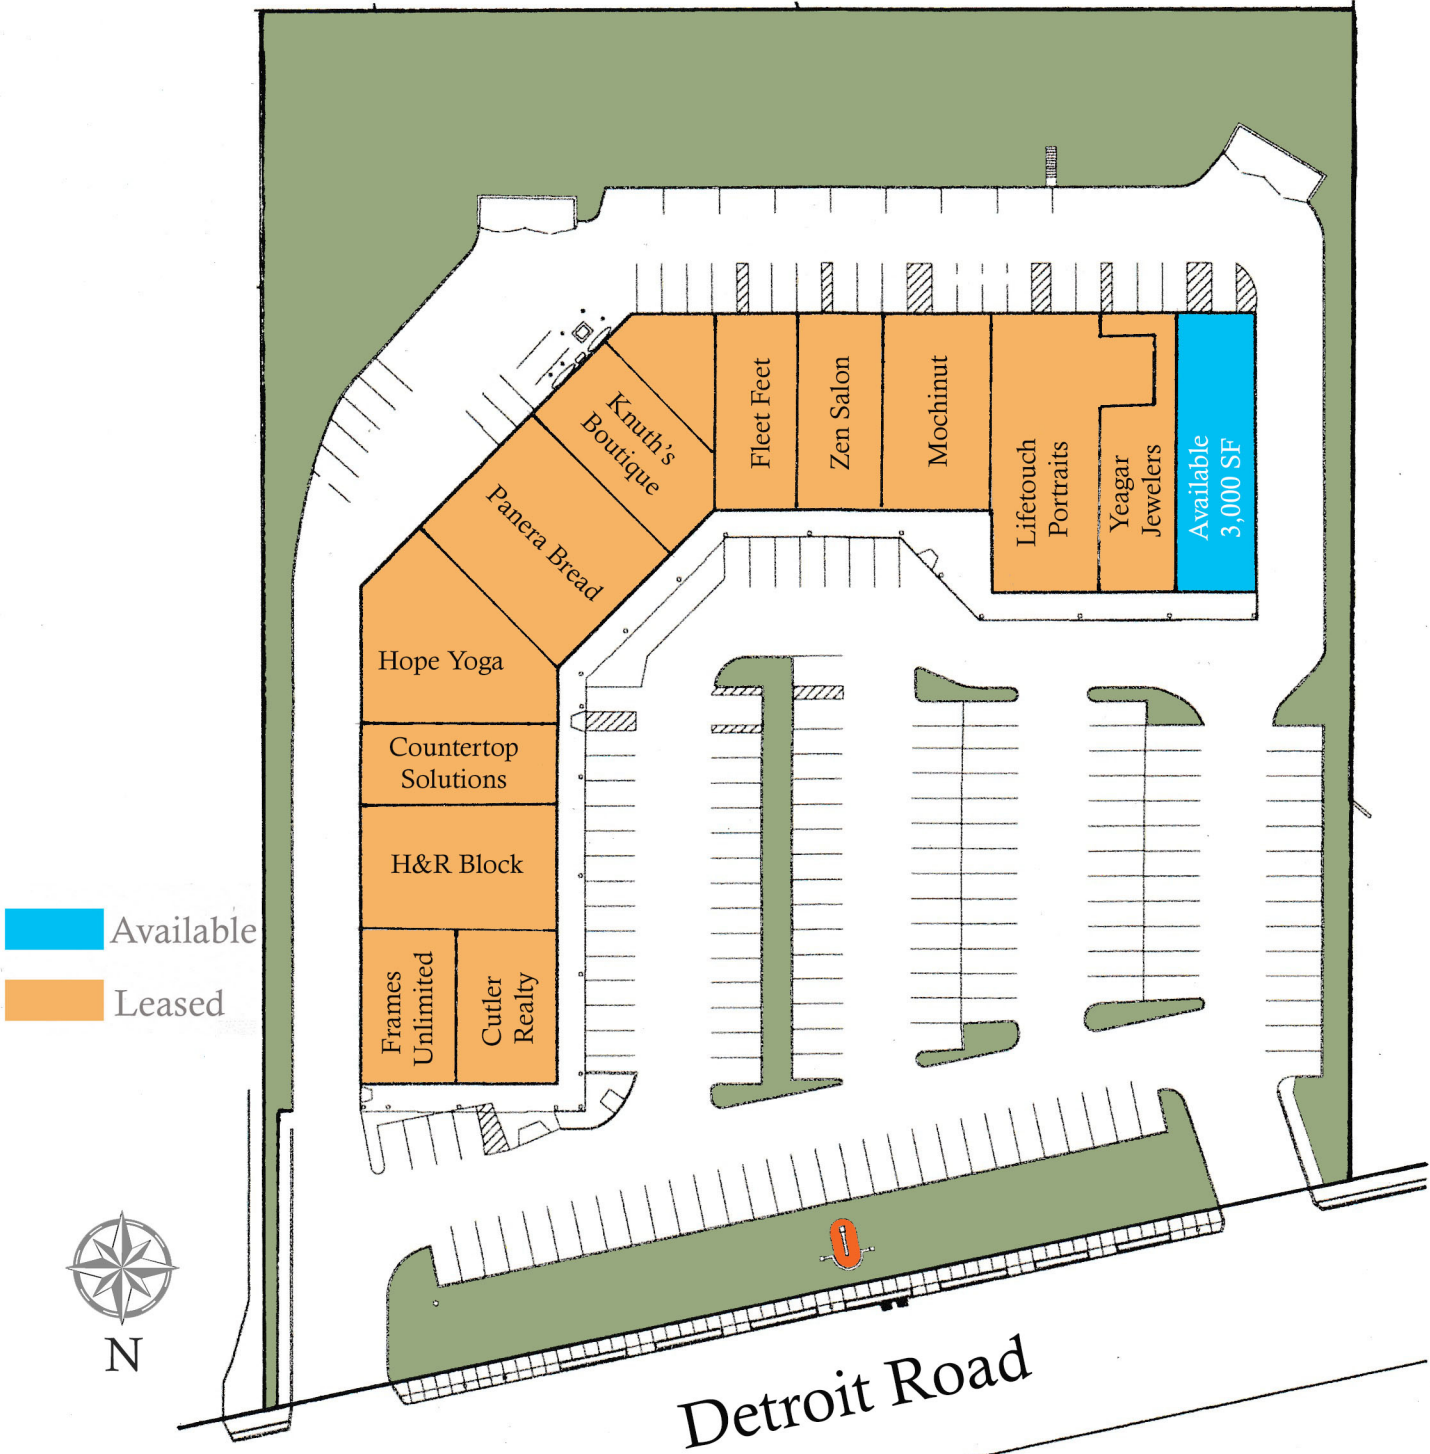 Knuth's
Boutique
Fleet Feet
Zen Salon
Mochinut
Lifetouch
Portraits
Yeagar
Jewelers
Available
3,000 SF
Panera Bread
Hope Yoga
Countertop
Solutions
H&R Block
Frames
Unlimited
Cutler
Realty
Available
Leased
N
Detroit Road